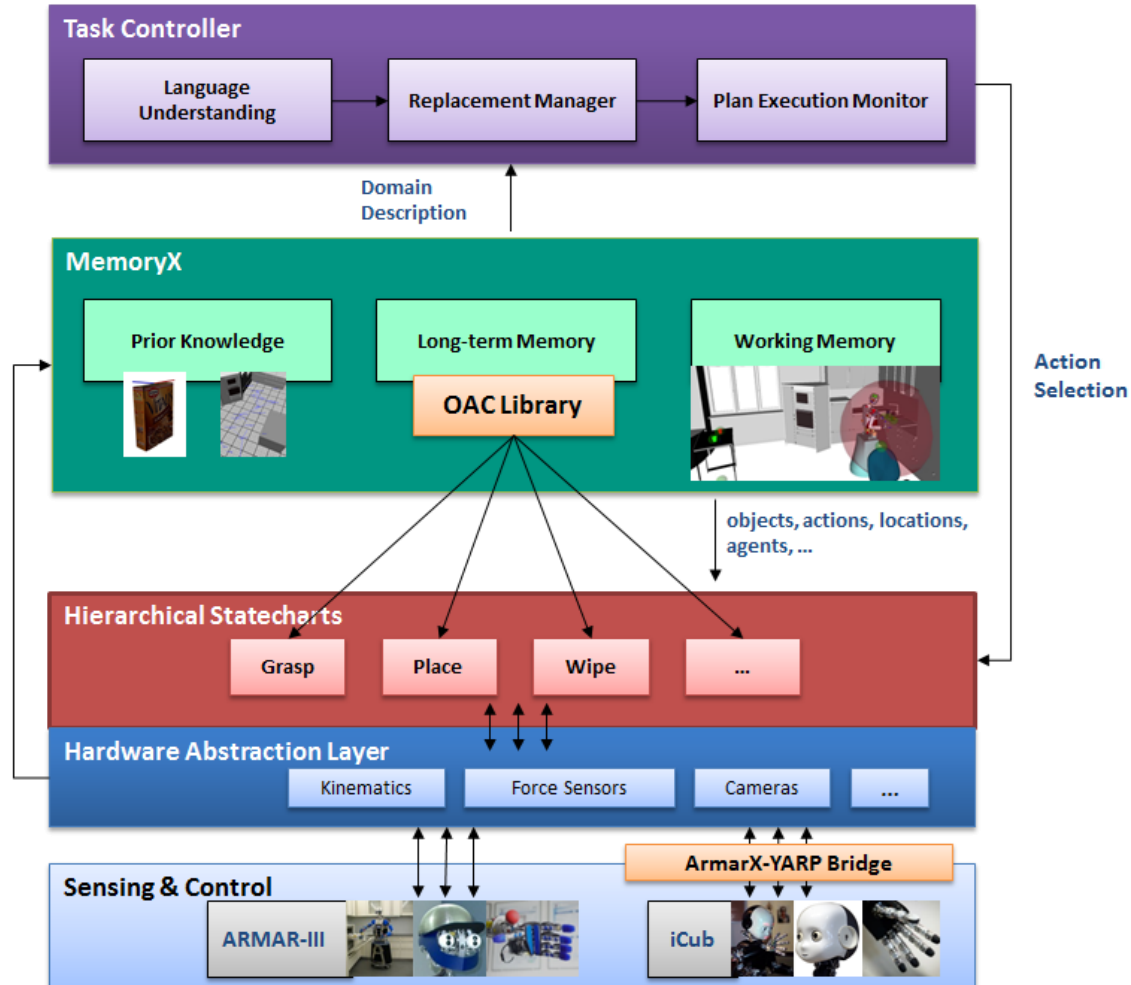 Task Controller
Language
Understanding
Replacement Manager
Plan Execution Monitor
Domain
Description
MemoryX
Prior Knowledge
Long-term Memory
Working Memory
OAC Library
Action
Selection
objects, actions, locations,
agents, ...
Hierarchical Statecharts
Grasp
Place
Wipe
...
Hardware Abstraction Layer
Kinematics
Force Sensors
Cameras
...
ArmarX-YARP Bridge
Sensing & Control
ARMAR-III
iCub